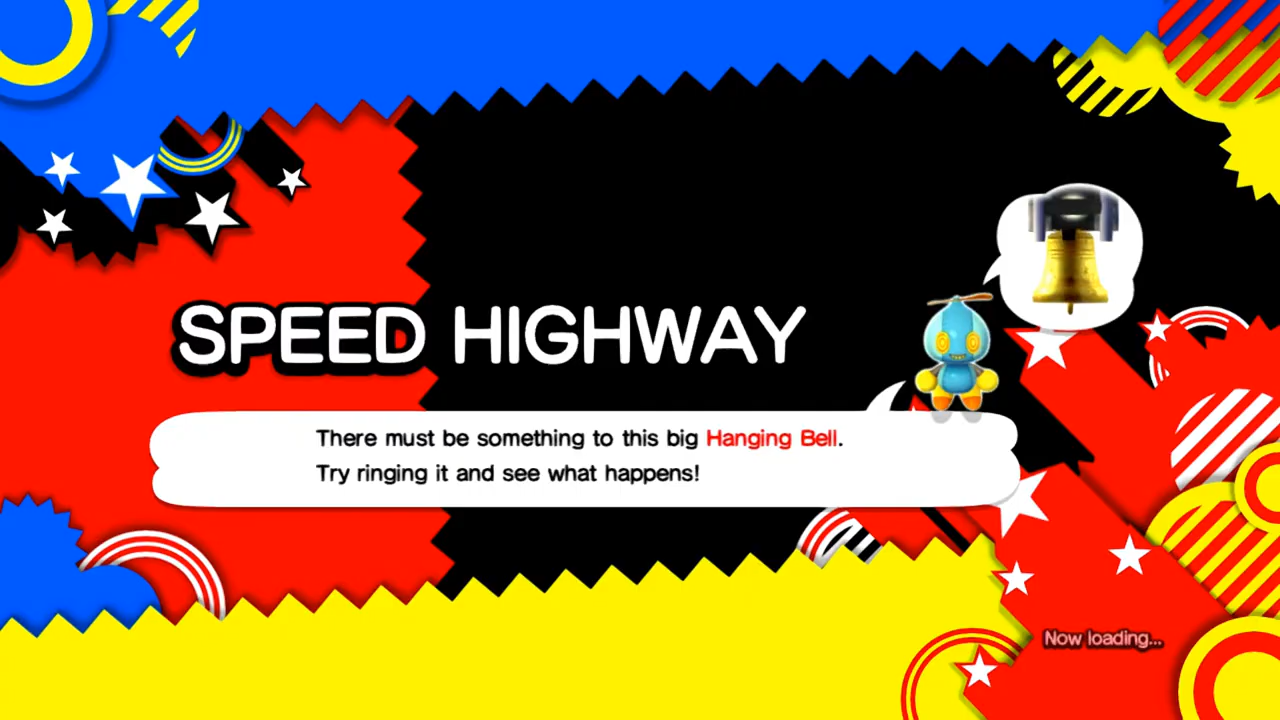 SPEED HIGHWAY
There must be something to this big Hanging Bell.
Try ringing it and see what happens!
Now loading...